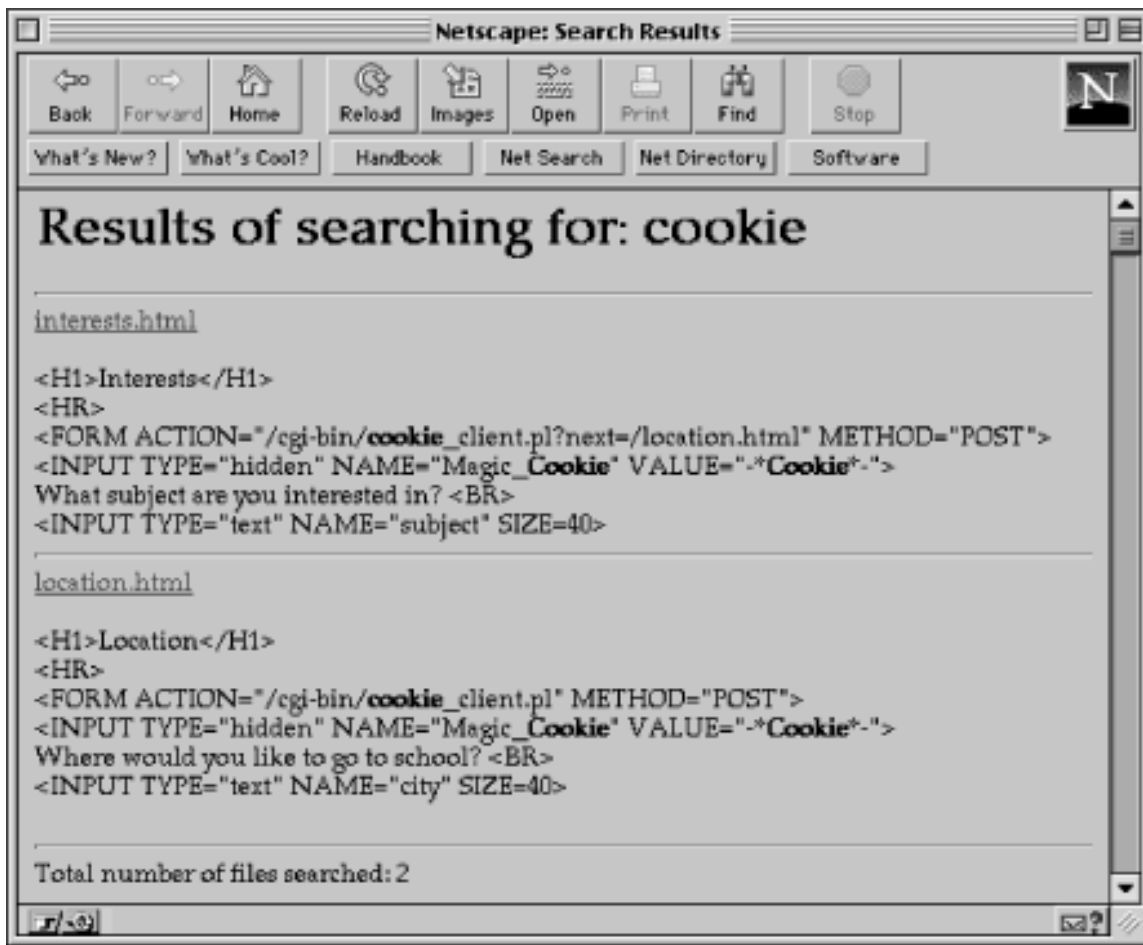 Netscape: Search Results
Back Forward Home Reload Images Open Print Find Stop
N
What's New? What's Cool? Handbook Net Search Net Directory Software
Results of searching for: cookie
interests.html
<H1>Interests</H1>
<HR>
<FORM ACTION="/cgi-bin/cookie_client.pl?next=/location.html" METHOD="POST">
<INPUT TYPE="hidden" NAME="Magic_Cookie" VALUE="-*Cookie*-">
What subject are you interested in? <BR>
<INPUT TYPE="text" NAME="subject" SIZE=40>
location.html
<H1>Location</H1>
<HR>
<FORM ACTION="/cgi-bin/cookie_client.pl" METHOD="POST">
<INPUT TYPE="hidden" NAME="Magic_Cookie" VALUE="-*Cookie*-">
Where would you like to go to school? <BR>
<INPUT TYPE="text" NAME="city" SIZE=40>
Total number of files searched: 2
?